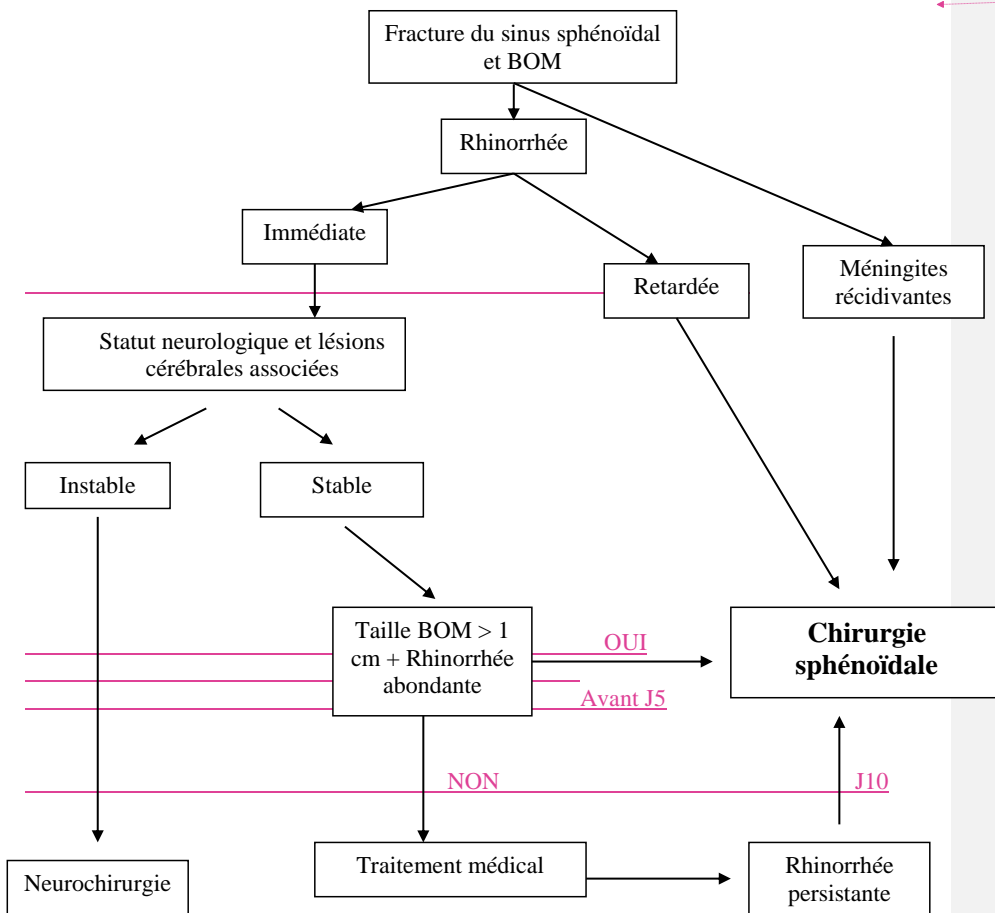 Fracture du sinus sphénoïdal
et BOM
Rhinorrhée
Immédiate
Retardée
Méningites
récidivantes
Statut neurologique et lésions
cérébrales associées
Instable
Stable
Taille BOM > 1
cm + Rhinorrhée
abondante
OUI
Avant J5
Chirurgie
sphénoïdale
NON
J10
Neurochirurgie
Traitement médical
Rhinorrhée
persistante